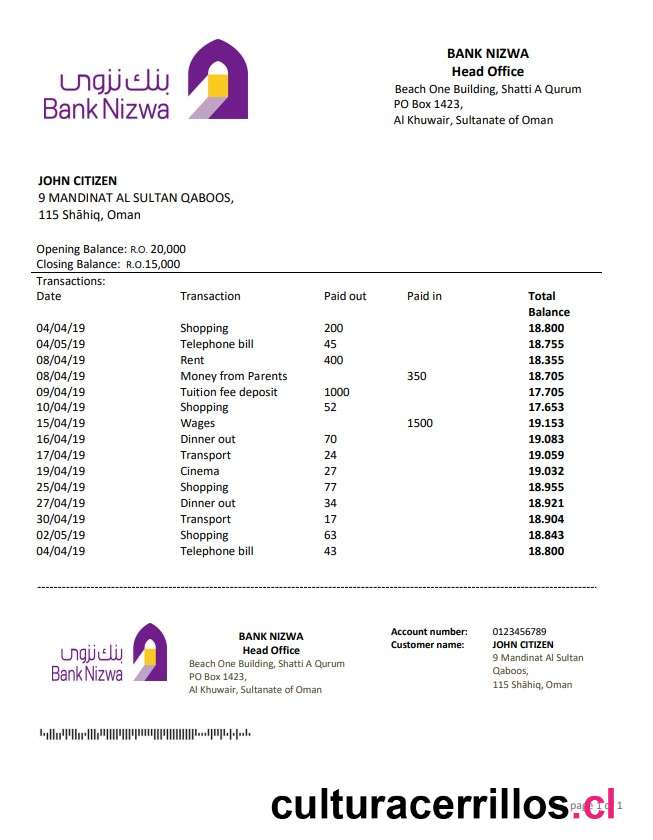 بنك نزوى
Bank Nizwa
BANK NIZWA
Head Office
Beach One Building, Shatti A Qurum
PO Box 1423,
Al Khuwair, Sultanate of Oman
JOHN CITIZEN
9 MANDINAT AL SULTAN QABOOS,
115 Shāhiq, Oman
Opening Balance: R.O. 20,000
Closing Balance: R.O.15,000
Transactions:
Date Transaction Paid out Paid in Total
Balance
04/04/19 Shopping 200 18.800
04/05/19 Telephone bill 45 18.755
08/04/19 Rent 400 18.355
08/04/19 Money from Parents 350 18.705
09/04/19 Tuition fee deposit 1000 17.705
10/04/19 Shopping 52 17.653
15/04/19 Wages 1500 19.153
16/04/19 Dinner out 70 19.083
17/04/19 Transport 24 19.059
19/04/19 Cinema 27 19.032
25/04/19 Shopping 77 18.955
27/04/19 Dinner out 34 18.921
30/04/19 Transport 17 18.904
02/05/19 Shopping 63 18.843
04/04/19 Telephone bill 43 18.800
بنك نزوى
Bank Nizwa
BANK NIZWA
Head Office
Beach One Building, Shatti A Qurum
PO Box 1423,
Al Khuwair, Sultanate of Oman
Account number: 0123456789
Customer name: JOHN CITIZEN
9 Mandinat Al Sultan
Qaboos,
115 Shāhiq, Oman
page 1 of 1
culturacerrillos.cl